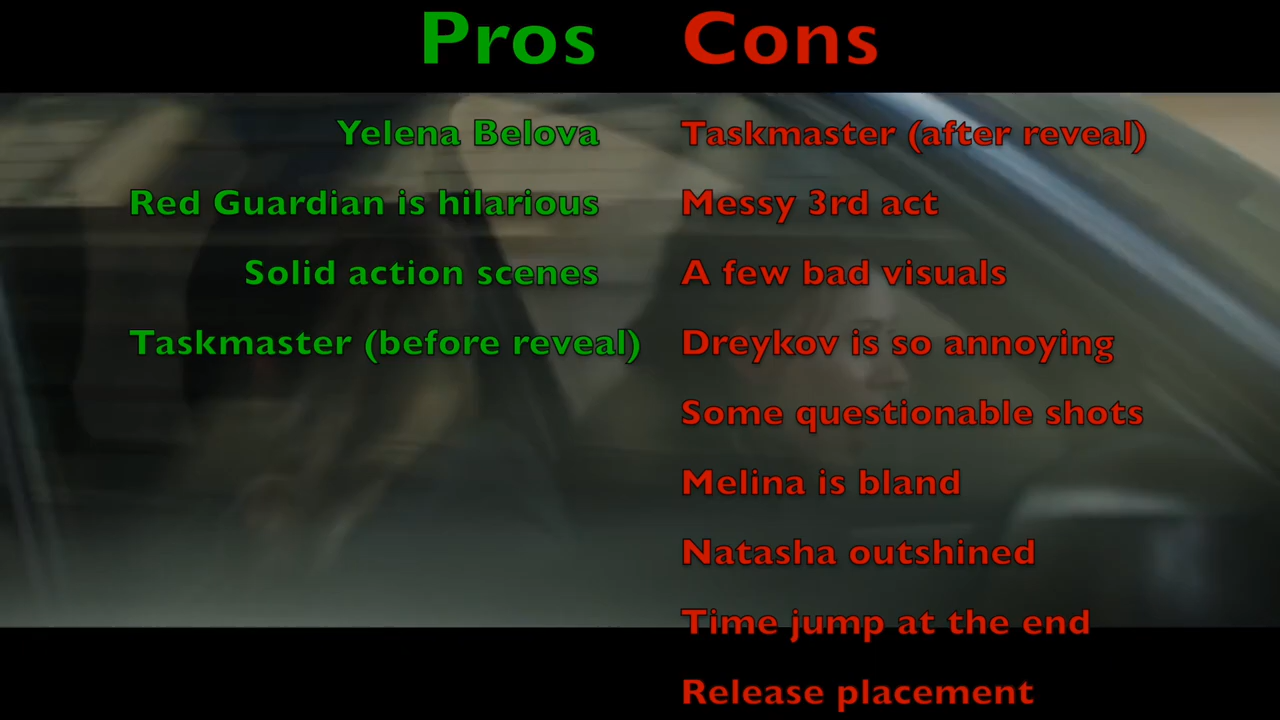 Pros
Cons
Yelena Belova
Red Guardian is hilarious
Solid action scenes
Taskmaster (before reveal)
Taskmaster (after reveal)
Messy 3rd act
A few bad visuals
Dreykov is so annoying
Some questionable shots
Melina is bland
Natasha outshined
Time jump at the end
Release placement